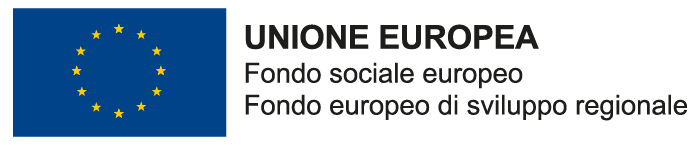 UNIONE EUROPEA
Fondo sociale europeo
Fondo europeo di sviluppo regionale